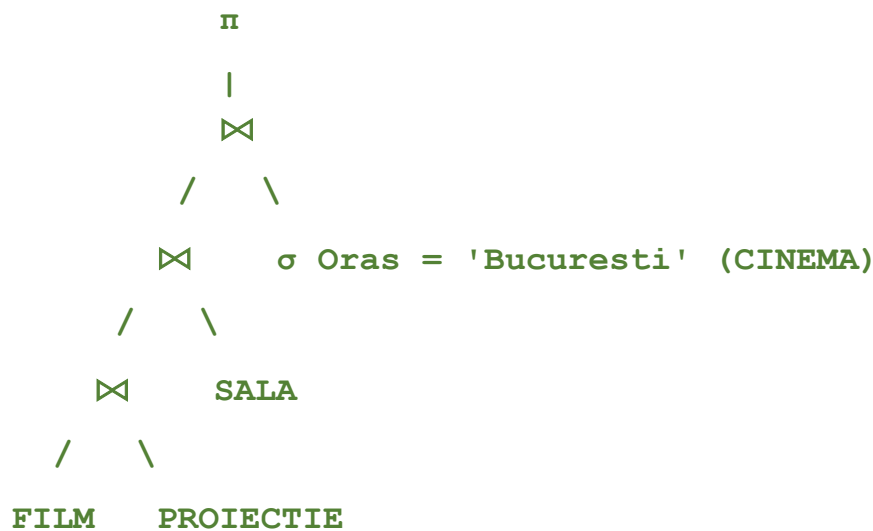 π
|
⋈
/ \
⋈ σ Oras = 'Bucuresti' (CINEMA)
/ \
⋈ SALA
/ \
FILM PROIECTIE